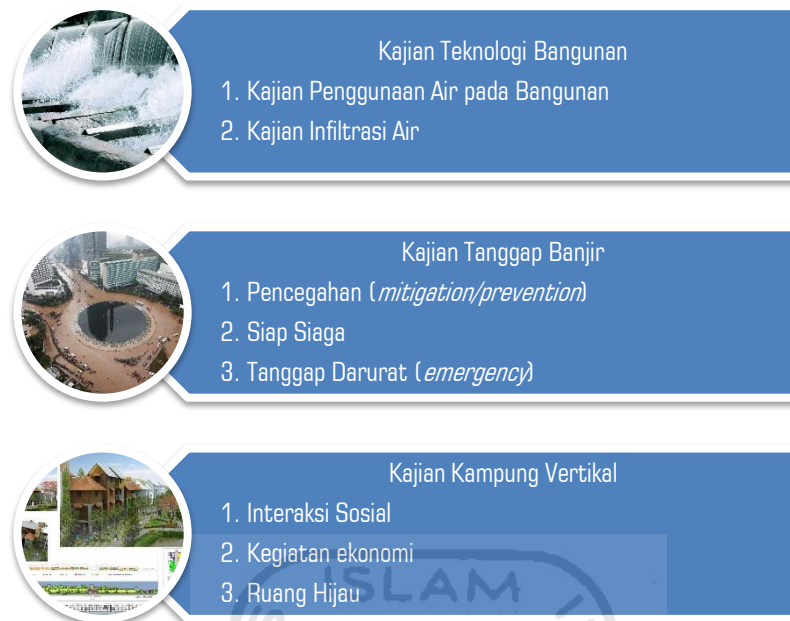 Kajian Teknologi Bangunan
1. Kajian Penggunaan Air pada Bangunan
2. Kajian Infiltrasi Air
Kajian Tanggap Banjir
1. Pencegahan (mitigation/prevention)
2. Siap Siaga
3. Tanggap Darurat (emergency)
Kajian Kampung Vertikal
1. Interaksi Sosial
2. Kegiatan ekonomi
3. Ruang Hijau
ISLAM